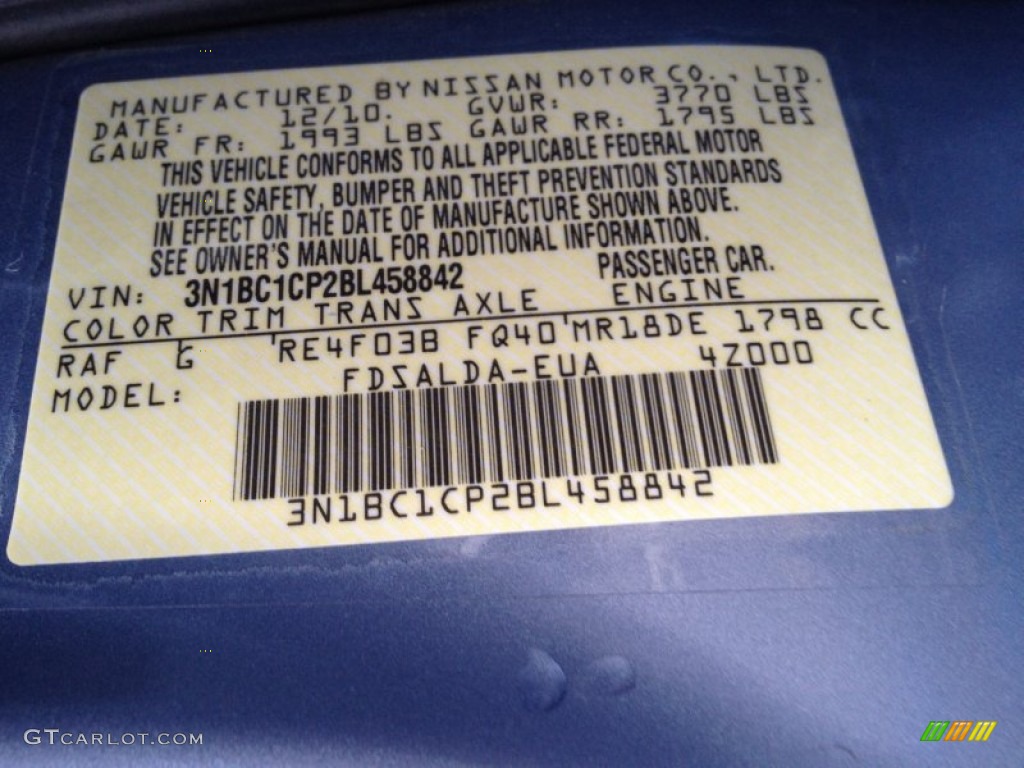 MANUFACTURED BY NISSAN MOTOR CO., LTD.
DATE: 12/10. GVWR: 3770 LBS
GAWR FR: 1993 LBS GAWR RR: 1795 LBS
THIS VEHICLE CONFORMS TO ALL APPLICABLE FEDERAL MOTOR
VEHICLE SAFETY, BUMPER AND THEFT PREVENTION STANDARDS
IN EFFECT ON THE DATE OF MANUFACTURE SHOWN ABOVE.
SEE OWNER'S MANUAL FOR ADDITIONAL INFORMATION.
VIN: 3N1BC1CP2BL458842 PASSENGER CAR.
COLOR TRIM TRANS AXLE ENGINE
RAF G RE4F03B FQ40 MR18DE 1798 CC
MODEL: FDSALDA-EUA 4Z000
3N1BC1CP2BL458842
GTCARLOT.COM